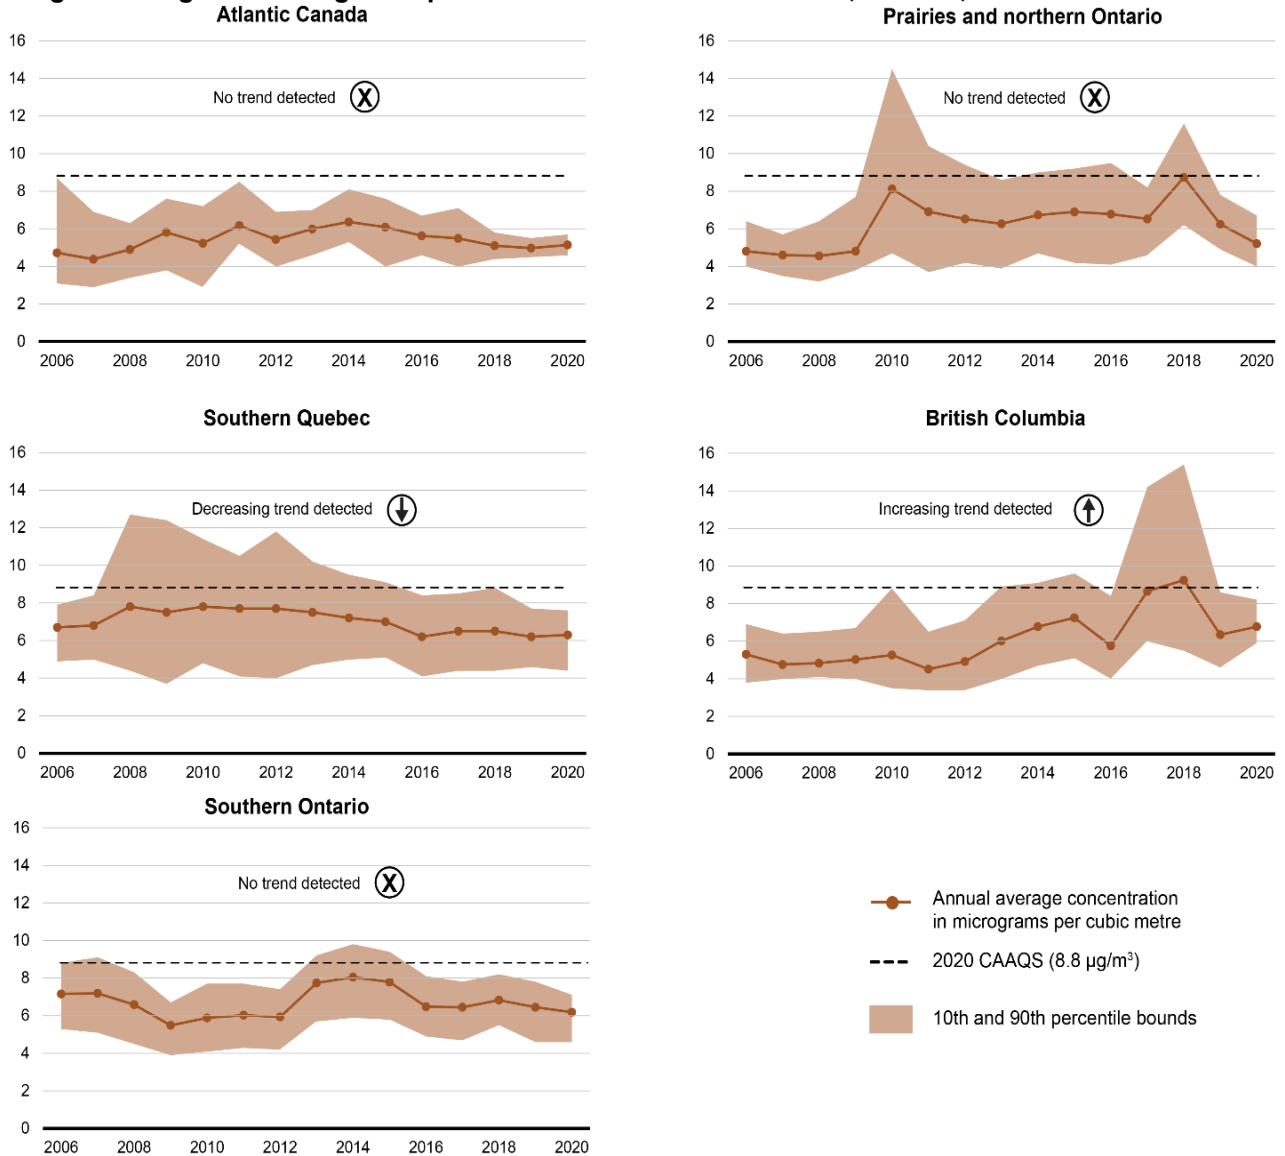 Atlantic Canada
16
14
12
10
8
6
4
2
0
No trend detected X
2006 2008 2010 2012 2014 2016 2018 2020
Prairies and northern Ontario
16
14
12
10
8
6
4
2
0
No trend detected X
2006 2008 2010 2012 2014 2016 2018 2020
Southern Quebec
16
14
12
10
8
6
4
2
0
Decreasing trend detected
2006 2008 2010 2012 2014 2016 2018 2020
British Columbia
16
14
12
10
8
6
4
2
0
Increasing trend detected
2006 2008 2010 2012 2014 2016 2018 2020
Southern Ontario
16
14
12
10
8
6
4
2
0
No trend detected X
2006 2008 2010 2012 2014 2016 2018 2020
Annual average concentration
in micrograms per cubic metre
2020 CAAQS (8.8 µg/m³)
10th and 90th percentile bounds